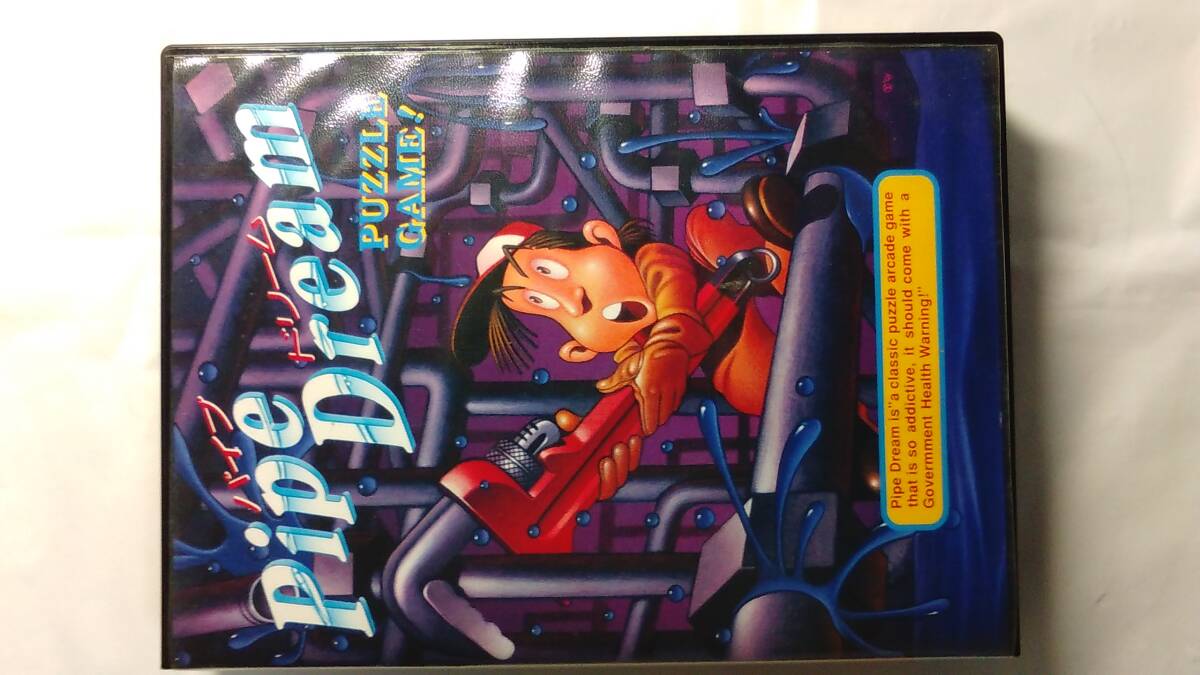 パイプ ドリーム
Pipe
Dream
PUZZLE
GAME!
Pipe Dream is"a classic puzzle arcade game
that is so addictive, it should come with a
Governmment Health Warning!"